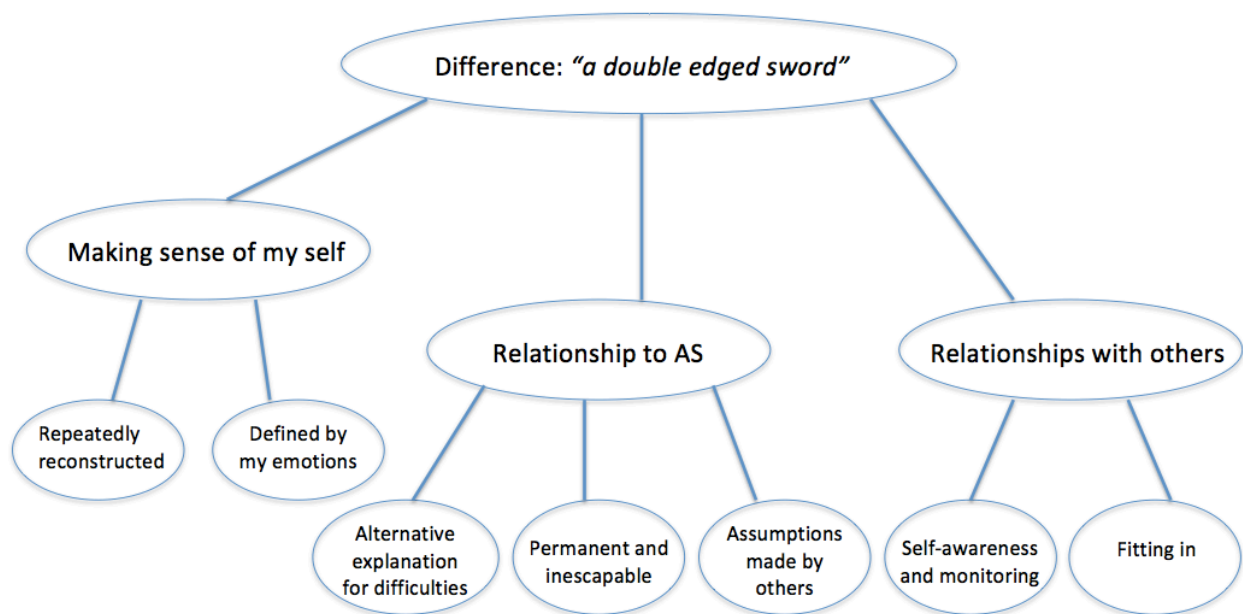 Difference: “a double edged sword”
Making sense of my self
Relationship to AS
Relationships with others
Repeatedly
reconstructed
Defined by
my emotions
Alternative
explanation
for difficulties
Permanent and
inescapable
Assumptions
made by
others
Self-awareness
and monitoring
Fitting in